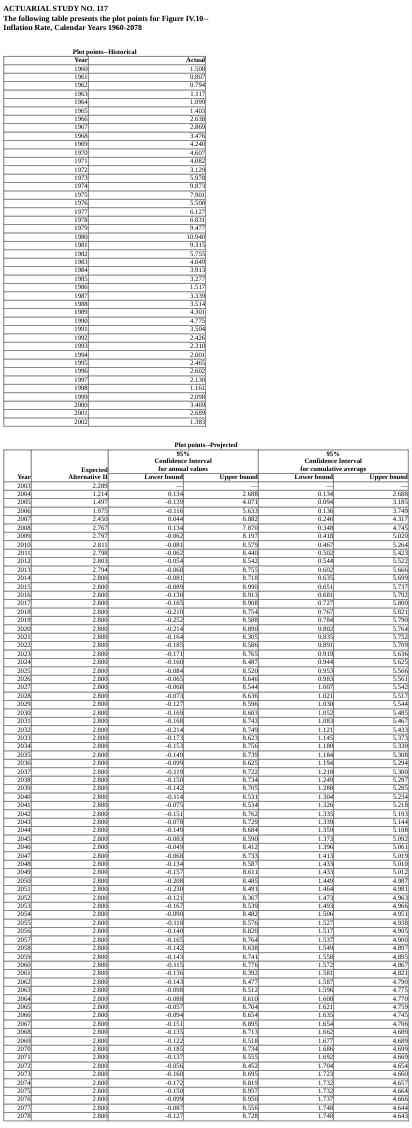 ACTUARIAL STUDY NO. 117
The following table presents the plot points for Figure IV.10--
Inflation Rate, Calendar Years 1960-2078
Plot points--Historical
Year Actual
1960 1.508
1961 0.807
1962 0.794
1963 1.117
1964 1.099
1965 1.403
1966 2.638
1967 2.869
1968 3.476
1969 4.240
1970 4.607
1971 4.082
1972 3.129
1973 5.978
1974 9.873
1975 7.901
1976 5.500
1977 6.127
1978 6.831
1979 9.477
1980 10.940
1981 9.315
1982 5.755
1983 4.049
1984 3.913
1985 3.277
1986 1.517
1987 3.339
1988 3.514
1989 4.301
1990 4.775
1991 3.504
1992 2.426
1993 2.210
1994 2.001
1995 2.465
1996 2.602
1997 2.130
1998 1.161
1999 2.098
2000 3.469
2001 2.689
2002 1.383
Plot points--Projected
95% 95%
Confidence Interval Confidence Interval
Expected for annual values for cumulative average
Year Alternative II Lower bound Upper bound Lower bound Upper bound
2003 2.289 — — — —
2004 1.214 0.134 2.688 0.134 2.688
2005 1.497 -0.129 4.073 0.094 3.185
2006 1.975 -0.116 5.633 0.136 3.749
2007 2.450 0.044 6.882 0.246 4.317
2008 2.767 0.134 7.870 0.348 4.745
2009 2.797 -0.062 8.197 0.418 5.020
2010 2.811 -0.081 8.579 0.467 5.264
2011 2.798 -0.062 8.440 0.502 5.423
2012 2.803 -0.054 8.542 0.544 5.522
2013 2.794 -0.068 8.755 0.602 5.666
2014 2.800 -0.081 8.718 0.635 5.699
2015 2.800 -0.089 8.990 0.651 5.737
2016 2.800 -0.130 8.913 0.681 5.792
2017 2.800 -0.165 8.908 0.727 5.800
2018 2.800 -0.210 8.754 0.767 5.821
2019 2.800 -0.252 8.588 0.784 5.790
2020 2.800 -0.214 8.890 0.802 5.764
2021 2.800 -0.164 8.305 0.835 5.752
2022 2.800 -0.185 8.586 0.891 5.709
2023 2.800 -0.171 8.765 0.919 5.636
2024 2.800 -0.160 8.487 0.944 5.625
2025 2.800 -0.084 8.520 0.953 5.566
2026 2.800 -0.065 8.646 0.983 5.561
2027 2.800 -0.068 8.544 1.007 5.542
2028 2.800 -0.073 8.636 1.021 5.517
2029 2.800 -0.127 8.596 1.030 5.544
2030 2.800 -0.169 8.603 1.052 5.485
2031 2.800 -0.168 8.743 1.083 5.467
2032 2.800 -0.214 8.749 1.121 5.433
2033 2.800 -0.173 8.623 1.145 5.373
2034 2.800 -0.153 8.756 1.180 5.339
2035 2.800 -0.149 8.739 1.184 5.308
2036 2.800 -0.099 8.625 1.194 5.294
2037 2.800 -0.119 8.722 1.218 5.300
2038 2.800 -0.150 8.734 1.249 5.297
2039 2.800 -0.142 8.705 1.288 5.285
2040 2.800 -0.114 8.531 1.304 5.234
2041 2.800 -0.075 8.534 1.326 5.218
2042 2.800 -0.151 8.762 1.335 5.193
2043 2.800 -0.078 8.729 1.339 5.144
2044 2.800 -0.149 8.684 1.359 5.108
2045 2.800 -0.083 8.590 1.373 5.092
2046 2.800 -0.049 8.412 1.396 5.061
2047 2.800 -0.068 8.733 1.413 5.019
2048 2.800 -0.134 8.587 1.433 5.010
2049 2.800 -0.157 8.611 1.433 5.012
2050 2.800 -0.208 8.485 1.449 4.987
2051 2.800 -0.230 8.491 1.464 4.981
2052 2.800 -0.121 8.367 1.473 4.963
2053 2.800 -0.167 8.539 1.493 4.966
2054 2.800 -0.090 8.482 1.506 4.951
2055 2.800 -0.118 8.576 1.527 4.938
2056 2.800 -0.140 8.820 1.517 4.905
2057 2.800 -0.165 8.764 1.537 4.900
2058 2.800 -0.142 8.638 1.549 4.897
2059 2.800 -0.143 8.741 1.558 4.895
2060 2.800 -0.115 8.776 1.572 4.867
2061 2.800 -0.136 8.392 1.581 4.821
2062 2.800 -0.143 8.477 1.587 4.790
2063 2.800 -0.098 8.512 1.596 4.775
2064 2.800 -0.088 8.610 1.608 4.770
2065 2.800 -0.057 8.704 1.621 4.759
2066 2.800 -0.094 8.654 1.635 4.745
2067 2.800 -0.151 8.895 1.654 4.706
2068 2.800 -0.135 8.713 1.662 4.689
2069 2.800 -0.122 8.518 1.677 4.689
2070 2.800 -0.185 8.734 1.686 4.699
2071 2.800 -0.137 8.555 1.692 4.669
2072 2.800 -0.056 8.452 1.704 4.654
2073 2.800 -0.160 8.695 1.723 4.660
2074 2.800 -0.172 8.819 1.732 4.657
2075 2.800 -0.150 8.957 1.732 4.664
2076 2.800 -0.099 8.950 1.737 4.666
2077 2.800 -0.087 8.556 1.748 4.644
2078 2.800 -0.127 8.728 1.748 4.643